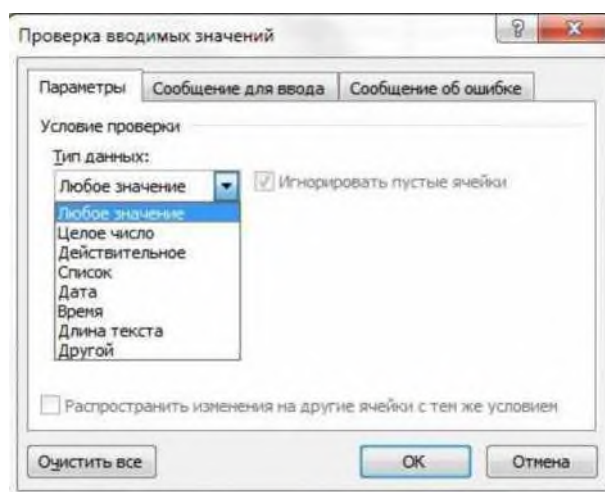 Проверка вводимых значений
Параметры Сообщение для ввода Сообщение об ошибке
Условие проверки
Тип данных:
Любое значение Игнорировать пустые ячейки
Любое значение
Целое число
Действительное
Список
Дата
Время
Длина текста
Другой
Распространить изменения на другие ячейки с тем же условием
Очистить все ОК Отмена